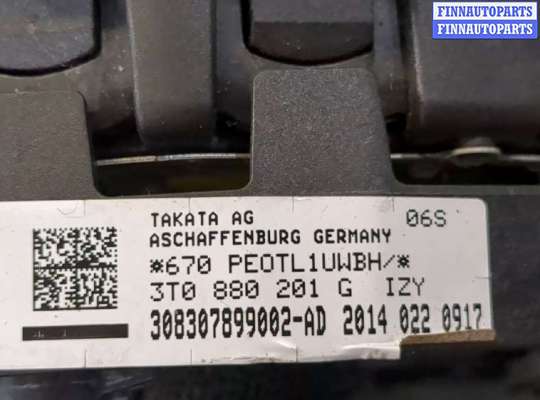 FINNAUTOPARTS
FINNAUTOPARTS
TAKATA AG 06S
ASCHAFFENBURG GERMANY
*670 PEOTL1UWBH/*
3T0 880 201 G IZY
308307899002-AD 2014 022 0917